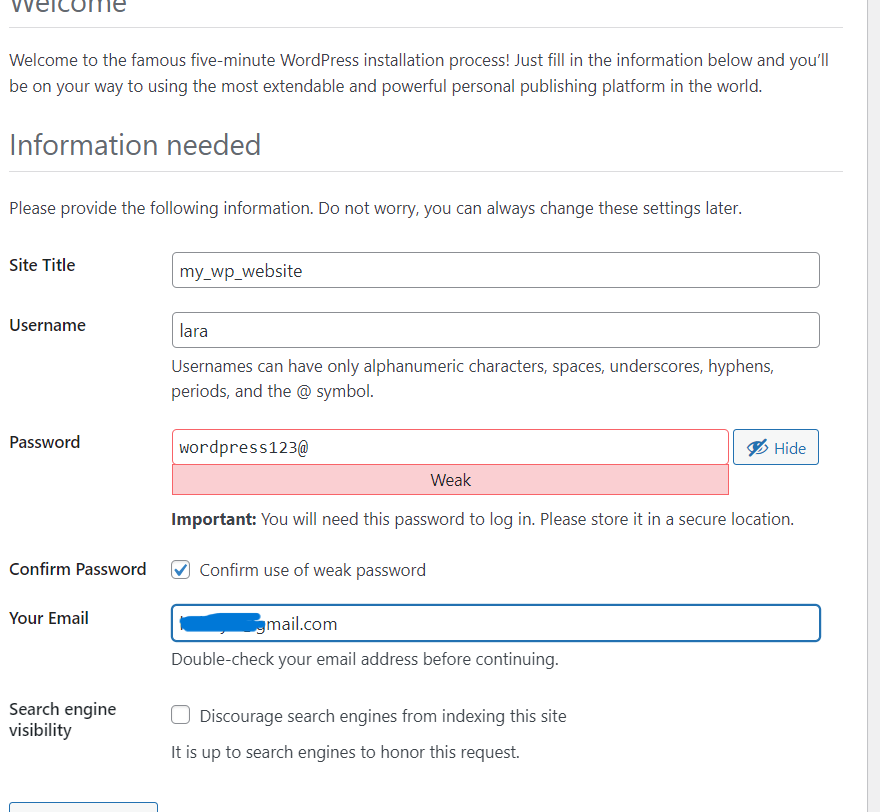 Welcome
Welcome to the famous five-minute WordPress installation process! Just fill in the information below and you’ll
be on your way to using the most extendable and powerful personal publishing platform in the world.
Information needed
Please provide the following information. Do not worry, you can always change these settings later.
Site Title
my_wp_website
Username
lara
Usernames can have only alphanumeric characters, spaces, underscores, hyphens,
periods, and the @ symbol.
Password
wordpress123@
Hide
Weak
Important: You will need this password to log in. Please store it in a secure location.
Confirm Password
Confirm use of weak password
Your Email
gmail.com
Double-check your email address before continuing.
Search engine
visibility
Discourage search engines from indexing this site
It is up to search engines to honor this request.